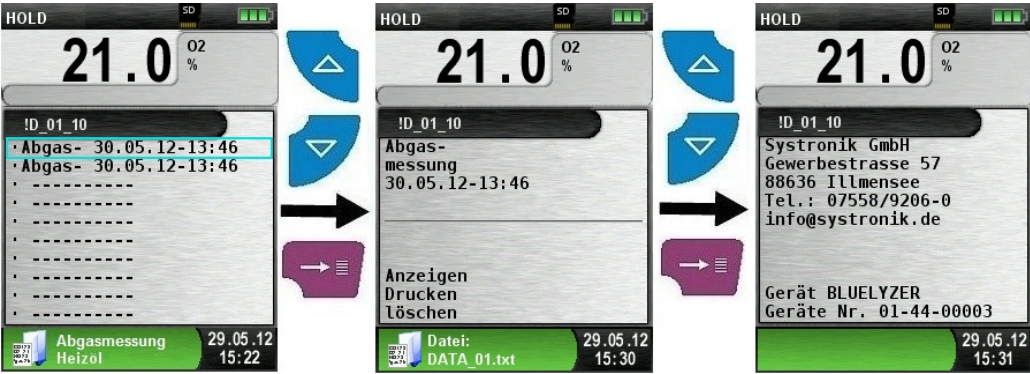 HOLD
SD
21.0
O2
%
!D_01_10
·Abgas- 30.05.12-13:46
·Abgas- 30.05.12-13:46
· -----------
· -----------
· -----------
· -----------
· -----------
· -----------
· -----------
Abgasmessung
Heizöl
29.05.12
15:22
HOLD
SD
21.0
O2
%
!D_01_10
Abgas-
messung
30.05.12-13:46
Anzeigen
Drucken
löschen
Datei:
DATA_01.txt
29.05.12
15:30
HOLD
SD
21.0
O2
%
!D_01_10
Systronik GmbH
Gewerbestrasse 57
88636 Illmensee
Tel.: 07558/9206-0
info@systronik.de
Gerät BLUELYZER
Geräte Nr. 01-44-00003
29.05.12
15:31